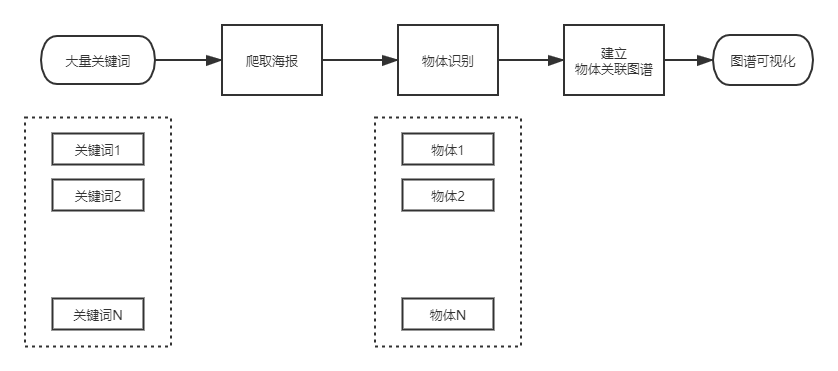 大量关键词
爬取海报
物体识别
建立
物体关联图谱
图谱可视化
关键词1
关键词2
关键词N
物体1
物体2
物体N